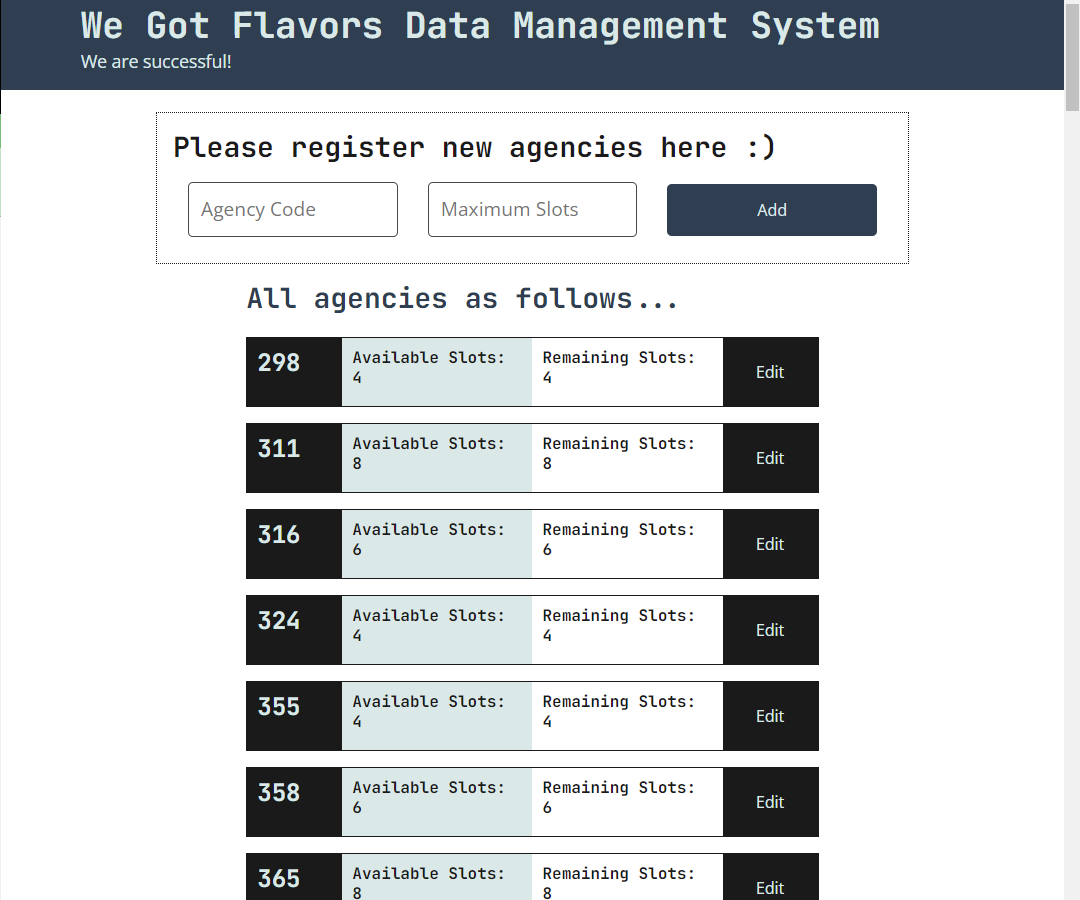 We Got Flavors Data Management System
We are successful!
Please register new agencies here :)
Agency Code
Maximum Slots
Add
All agencies as follows...
298
Available Slots:
4
Remaining Slots:
4
Edit
311
Available Slots:
8
Remaining Slots:
8
Edit
316
Available Slots:
6
Remaining Slots:
6
Edit
324
Available Slots:
4
Remaining Slots:
4
Edit
355
Available Slots:
4
Remaining Slots:
4
Edit
358
Available Slots:
6
Remaining Slots:
6
Edit
365
Available Slots:
8
Remaining Slots:
8
Edit